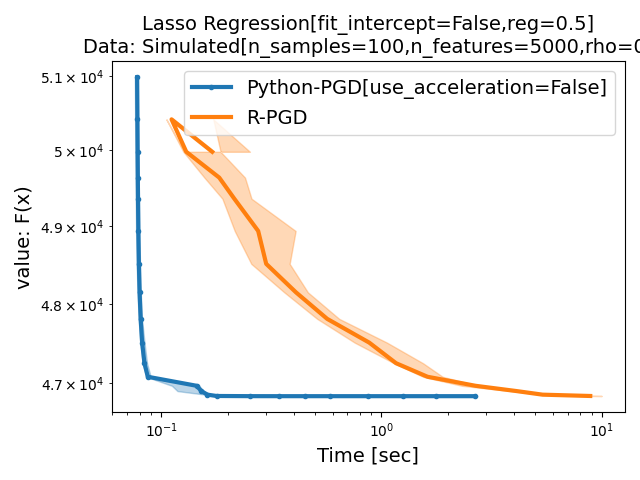 Lasso Regression[fit_intercept=False,reg=0.5]
Data: Simulated[n_samples=100,n_features=5000,rho=0
Python-PGD[use_acceleration=False]
R-PGD
value: F(x)
5.1 × 10⁴
5 × 10⁴
4.9 × 10⁴
4.8 × 10⁴
4.7 × 10⁴
10⁻¹
10⁰
10¹
Time [sec]